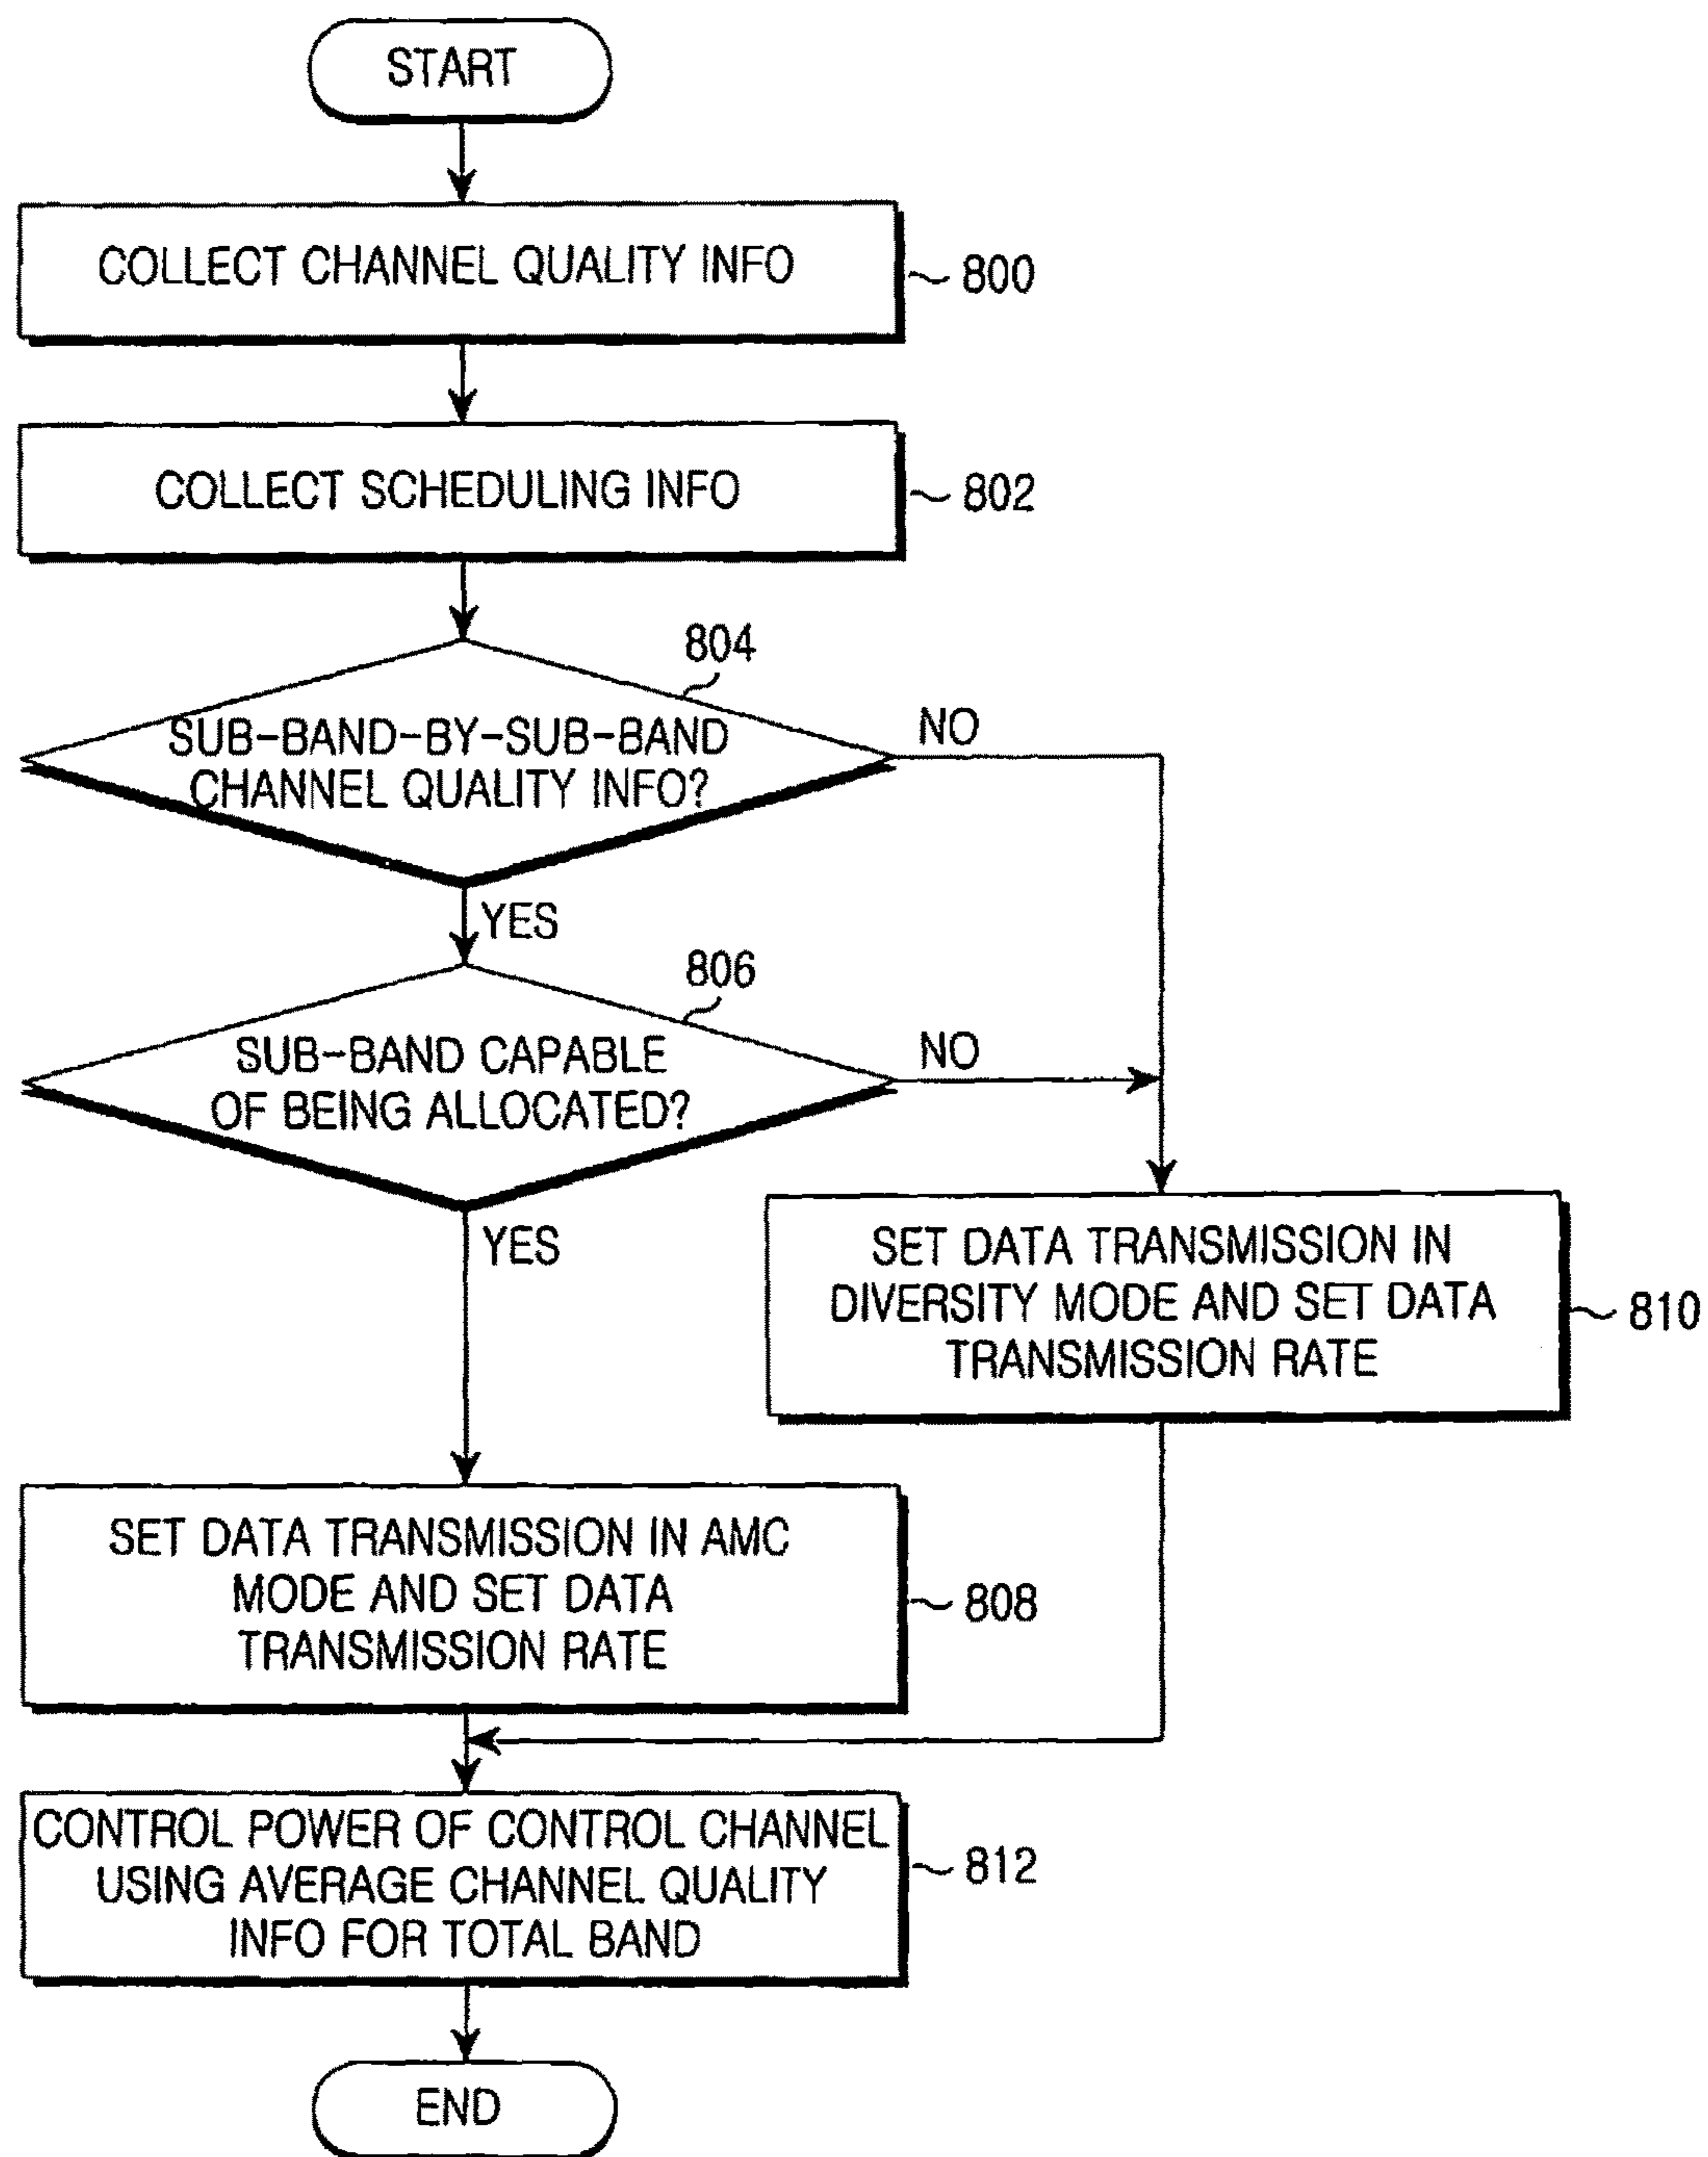 START
COLLECT CHANNEL QUALITY INFO
800
COLLECT SCHEDULING INFO
802
804
SUB-BAND-BY-SUB-BAND
CHANNEL QUALITY INFO?
NO
YES
806
SUB-BAND CAPABLE
OF BEING ALLOCATED?
NO
YES
SET DATA TRANSMISSION IN
DIVERSITY MODE AND SET DATA
TRANSMISSION RATE
810
SET DATA TRANSMISSION IN AMC
MODE AND SET DATA
TRANSMISSION RATE
808
CONTROL POWER OF CONTROL CHANNEL
USING AVERAGE CHANNEL QUALITY
INFO FOR TOTAL BAND
812
END